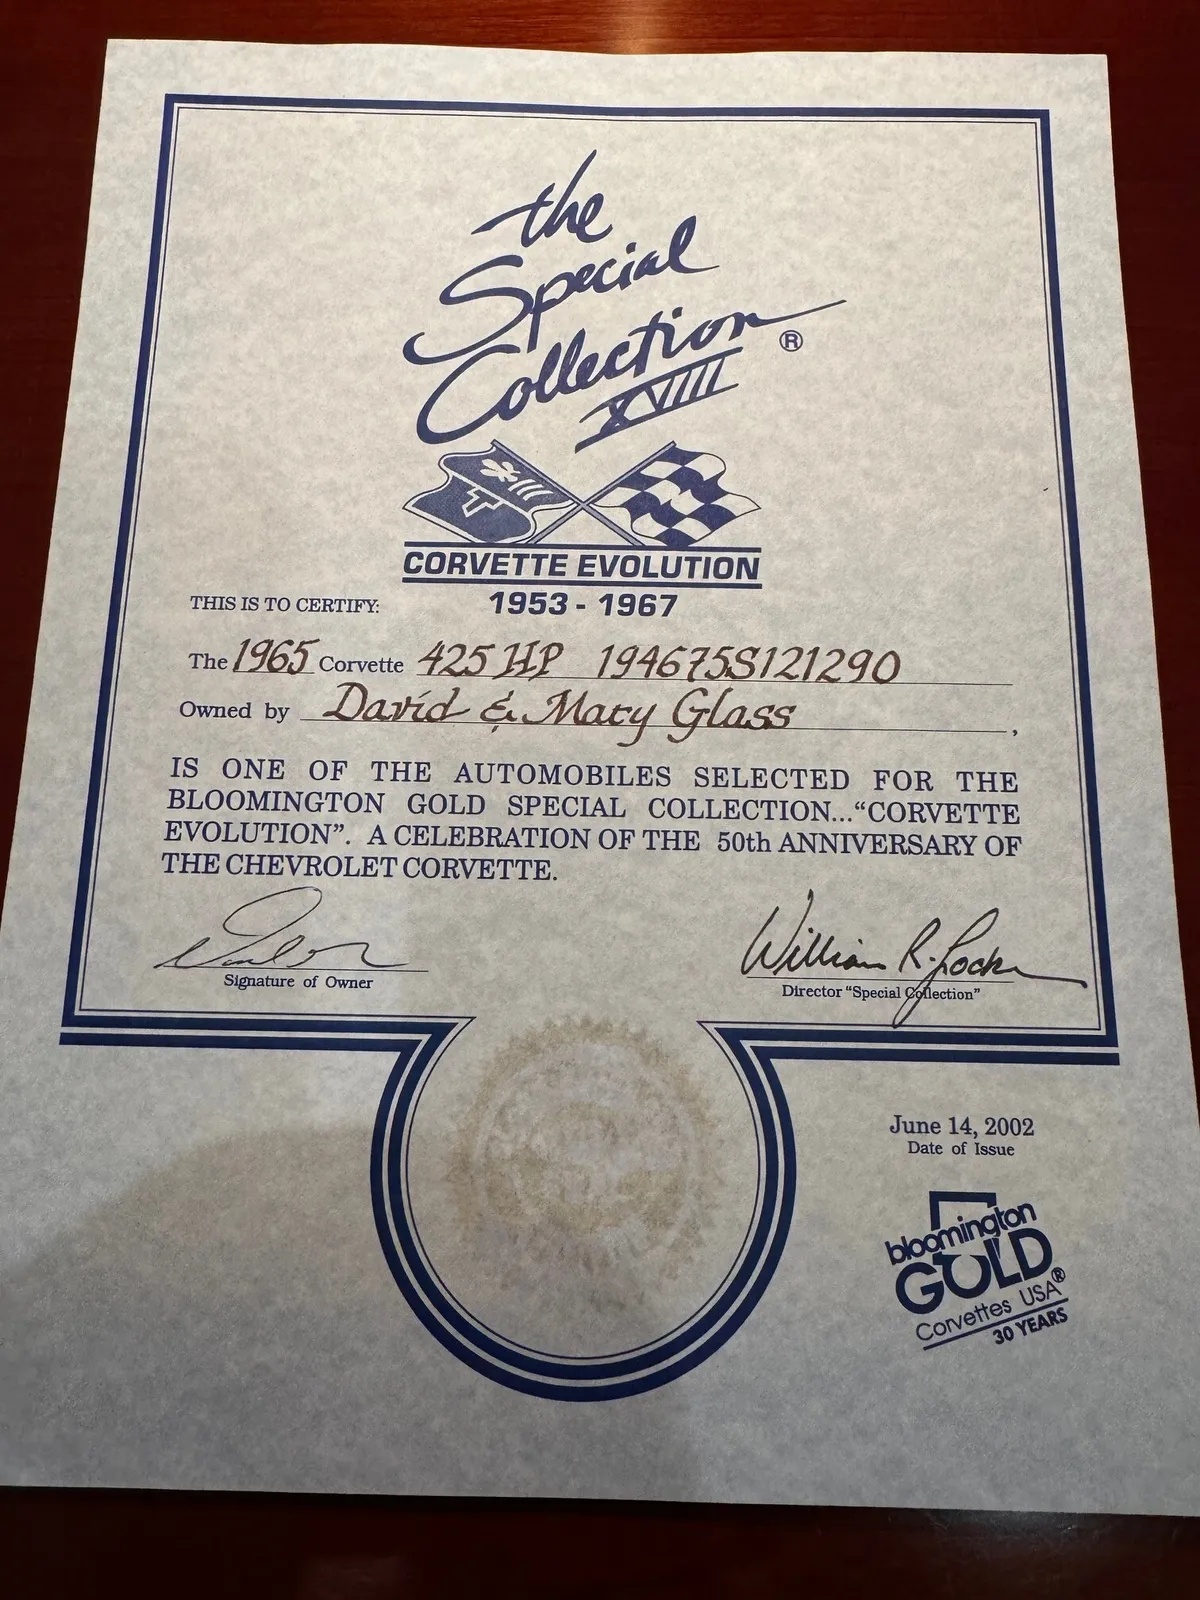 the
Special
Collection ®
XVIIII
CORVETTE EVOLUTION
1953 - 1967
THIS IS TO CERTIFY:
The 1965 Corvette 425 HP 194675S121290
Owned by David & Mary Glass,
IS ONE OF THE AUTOMOBILES SELECTED FOR THE
BLOOMINGTON GOLD SPECIAL COLLECTION..."CORVETTE
EVOLUTION". A CELEBRATION OF THE 50th ANNIVERSARY OF
THE CHEVROLET CORVETTE.
William R. Locke
Signature of Owner
Director "Special Collection"
June 14, 2002
Date of Issue
bloomington
GOLD
Corvettes USA®
30 YEARS